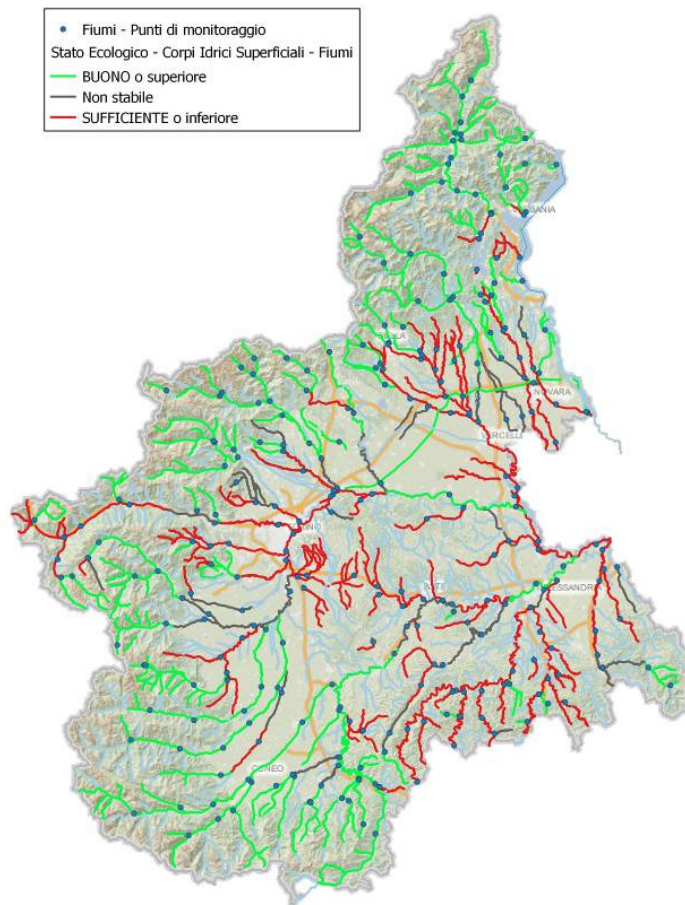 Fiumi - Punti di monitoraggio
Stato Ecologico - Corpi Idrici Superficiali - Fiumi
BUONO o superiore
Non stabile
SUFFICIENTE o inferiore
BANIA
NOVARA
VERCELLI
ALESSANDRIA
CUNEO